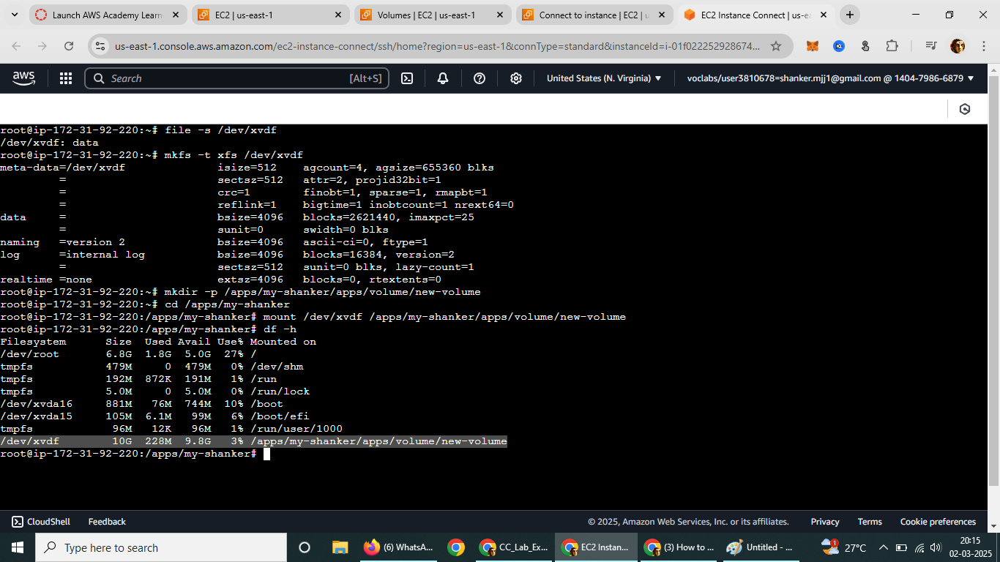 Launch AWS Academy Learn
EC2 | us-east-1
Volumes | EC2 | us-east-1
Connect to instance | EC2 | u
EC2 Instance Connect | us-ea
us-east-1.console.aws.amazon.com/ec2-instance-connect/ssh/home?region=us-east-1&connType=standard&instanceId=i-01f022252928674...
aws
Search [Alt+S]
United States (N. Virginia)
voclabs/user3810678=shanker.mjj1@gmail.com @ 1404-7986-6879
root@ip-172-31-92-220:~# file -s /dev/xvdf
/dev/xvdf: data
root@ip-172-31-92-220:~# mkfs -t xfs /dev/xvdf
meta-data=/dev/xvdf              isize=512    agcount=4, agsize=655360 blks
         =                       sectsz=512   attr=2, projid32bit=1
         =                       crc=1        finobt=1, sparse=1, rmapbt=1
         =                       reflink=1    bigtime=1 inobtcount=1 nrext64=0
data     =                       bsize=4096   blocks=2621440, imaxpct=25
         =                       sunit=0      swidth=0 blks
naming   =version 2              bsize=4096   ascii-ci=0, ftype=1
log      =internal log           bsize=4096   blocks=16384, version=2
         =                       sectsz=512   sunit=0 blks, lazy-count=1
realtime =none                   extsz=4096   blocks=0, rtextents=0
root@ip-172-31-92-220:~# mkdir -p /apps/my-shanker/apps/volume/new-volume
root@ip-172-31-92-220:~# cd /apps/my-shanker
root@ip-172-31-92-220:/apps/my-shanker# mount /dev/xvdf /apps/my-shanker/apps/volume/new-volume
root@ip-172-31-92-220:/apps/my-shanker# df -h
Filesystem      Size  Used Avail Use% Mounted on
/dev/root       6.8G  1.8G  5.0G  27% /
tmpfs           479M     0  479M   0% /dev/shm
tmpfs           192M  872K  191M   1% /run
tmpfs           5.0M     0  5.0M   0% /run/lock
/dev/xvda16     881M   76M  744M  10% /boot
/dev/xvda15     105M  6.1M   99M   6% /boot/efi
tmpfs            96M   12K   96M   1% /run/user/1000
/dev/xvdf        10G  228M  9.8G   3% /apps/my-shanker/apps/volume/new-volume
root@ip-172-31-92-220:/apps/my-shanker#
CloudShell Feedback © 2025, Amazon Web Services, Inc. or its affiliates. Privacy Terms Cookie preferences
Type here to search
(6) WhatsA...
CC_Lab_Ex...
EC2 Instan...
(3) How to ...
Untitled - ...
1
27°C
20:15
02-03-2025